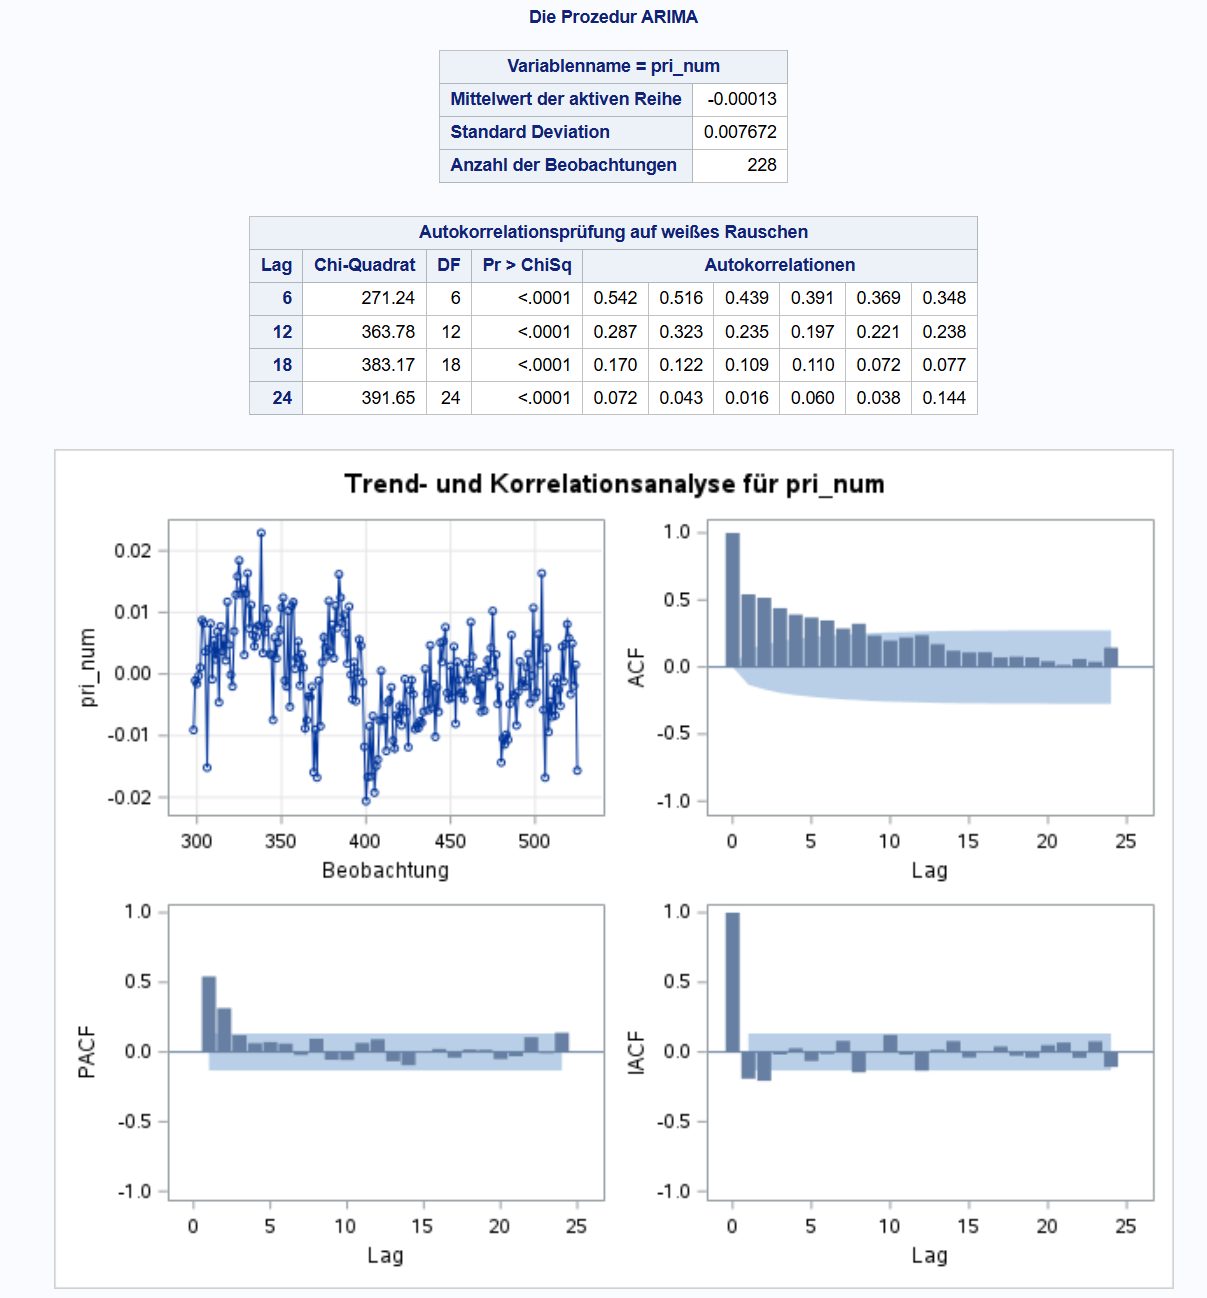 Die Prozedur ARIMA
Variablenname = pri_num
Mittelwert der aktiven Reihe -0.00013
Standard Deviation 0.007672
Anzahl der Beobachtungen 228
Autokorrelationsprüfung auf weißes Rauschen
Lag Chi-Quadrat DF Pr > ChiSq Autokorrelationen
6 271.24 6 <.0001 0.542 0.516 0.439 0.391 0.369 0.348
12 363.78 12 <.0001 0.287 0.323 0.235 0.197 0.221 0.238
18 383.17 18 <.0001 0.170 0.122 0.109 0.110 0.072 0.077
24 391.65 24 <.0001 0.072 0.043 0.016 0.060 0.038 0.144
Trend- und Korrelationsanalyse für pri_num
pri_num
0.02
0.01
0.00
-0.01
-0.02
300 350 400 450 500
Beobachtung
ACF
1.0
0.5
0.0
-0.5
-1.0
0 5 10 15 20 25
Lag
PACF
1.0
0.5
0.0
-0.5
-1.0
0 5 10 15 20 25
Lag
IACF
1.0
0.5
0.0
-0.5
-1.0
0 5 10 15 20 25
Lag